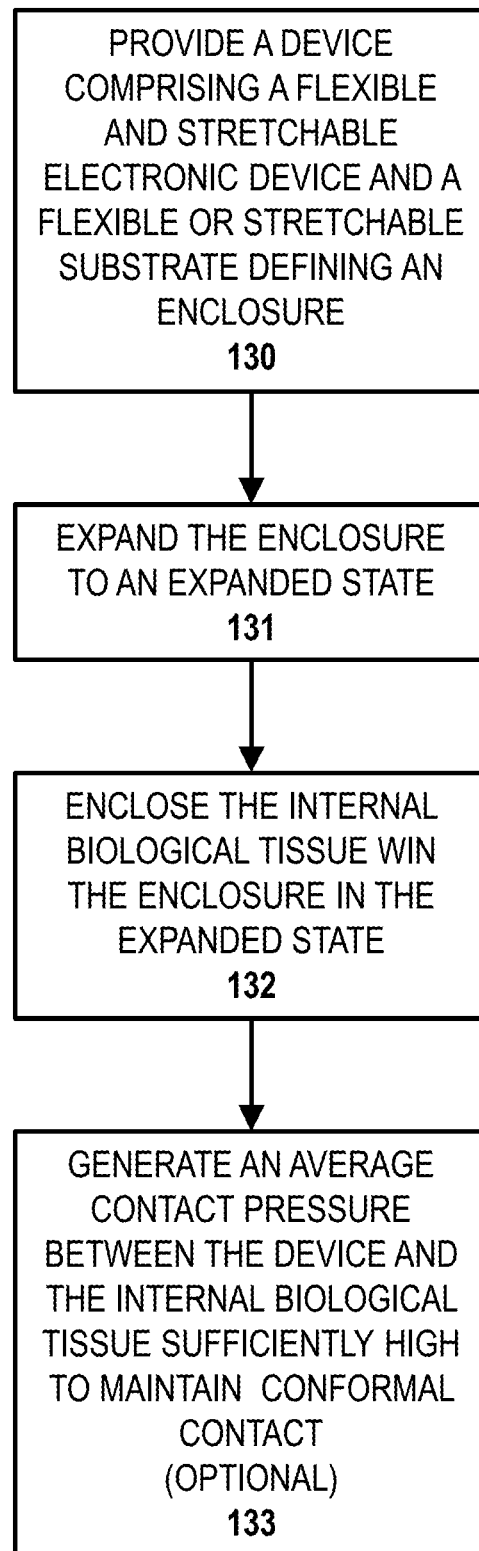 PROVIDE A DEVICE
COMPRISING A FLEXIBLE
AND STRETCHABLE
ELECTRONIC DEVICE AND A
FLEXIBLE OR STRETCHABLE
SUBSTRATE DEFINING AN
ENCLOSURE
130
EXPAND THE ENCLOSURE
TO AN EXPANDED STATE
131
ENCLOSE THE INTERNAL
BIOLOGICAL TISSUE WIN
THE ENCLOSURE IN THE
EXPANDED STATE
132
GENERATE AN AVERAGE
CONTACT PRESSURE
BETWEEN THE DEVICE AND
THE INTERNAL BIOLOGICAL
TISSUE SUFFICIENTLY HIGH
TO MAINTAIN CONFORMAL
CONTACT
(OPTIONAL)
133